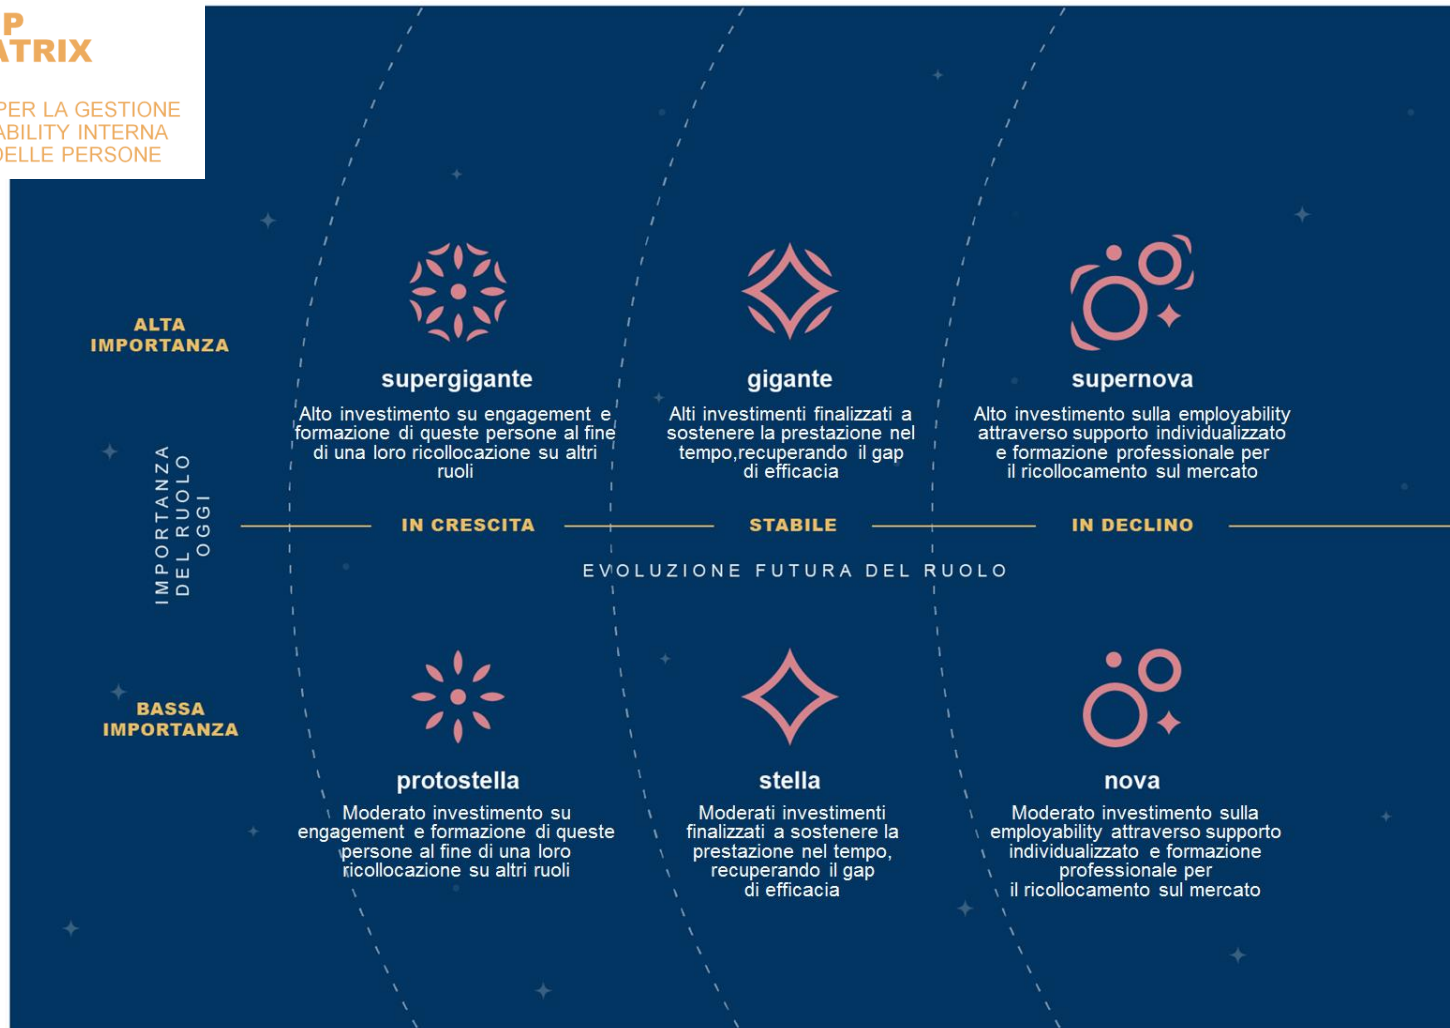 P
ATRIX
PER LA GESTIONE
ABILITY INTERNA
DELLE PERSONE
ALTA
IMPORTANZA
supergigante
Alto investimento su engagement e
formazione di queste persone al fine
di una loro ricollocazione su altri
ruoli
gigante
Alti investimenti finalizzati a
sostenere la prestazione nel
tempo,recuperando il gap
di efficacia
supernova
Alto investimento sulla employability
attraverso supporto individualizzato
e formazione professionale per
il ricollocamento sul mercato
IMPORTANZA
DEL RUOLO
OGGI
IN CRESCITA
STABILE
IN DECLINO
EVOLUZIONE FUTURA DEL RUOLO
BASSA
IMPORTANZA
protostella
Moderato investimento su
engagement e formazione di queste
persone al fine di una loro
ricollocazione su altri ruoli
stella
Moderati investimenti
finalizzati a sostenere la
prestazione nel tempo,
recuperando il gap
di efficacia
nova
Moderato investimento sulla
employability attraverso supporto
individualizzato e formazione
professionale per
il ricollocamento sul mercato